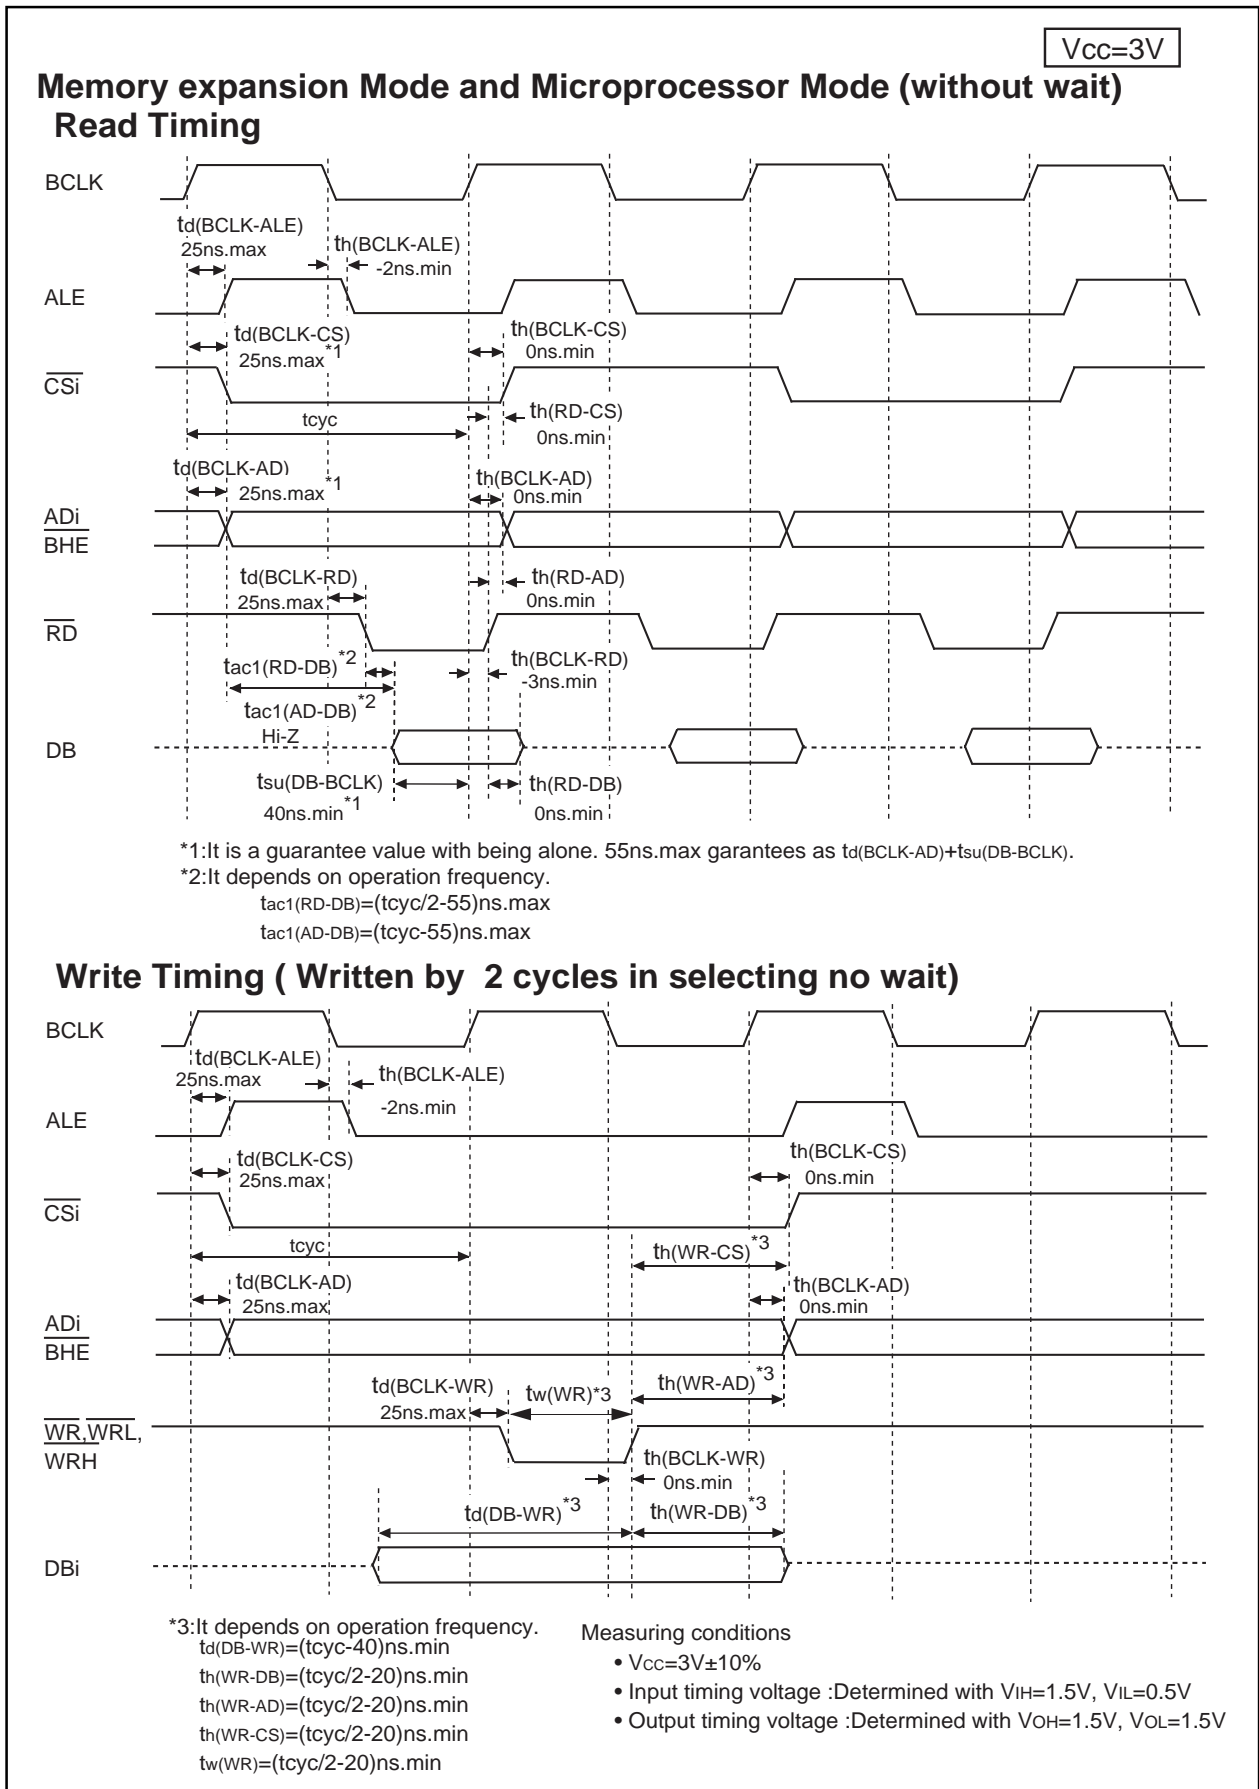 Vcc=3V
Memory expansion Mode and Microprocessor Mode (without wait)
Read Timing
BCLK
td(BCLK-ALE)
25ns.max
th(BCLK-ALE)
-2ns.min
ALE
td(BCLK-CS)
25ns.max*1
th(BCLK-CS)
0ns.min
CSi
tcyc
th(RD-CS)
0ns.min
td(BCLK-AD)
25ns.max*1
th(BCLK-AD)
0ns.min
ADi
BHE
td(BCLK-RD)
25ns.max
th(RD-AD)
0ns.min
RD
tac1(RD-DB)*2
th(BCLK-RD)
-3ns.min
tac1(AD-DB)*2
Hi-Z
DB
tsu(DB-BCLK)
40ns.min*1
th(RD-DB)
0ns.min
*1:It is a guarantee value with being alone. 55ns.max garantees as td(BCLK-AD)+tsu(DB-BCLK).
*2:It depends on operation frequency.
tac1(RD-DB)=(tcyc/2-55)ns.max
tac1(AD-DB)=(tcyc-55)ns.max
Write Timing ( Written by 2 cycles in selecting no wait)
BCLK
td(BCLK-ALE)
25ns.max
th(BCLK-ALE)
-2ns.min
ALE
td(BCLK-CS)
25ns.max
th(BCLK-CS)
0ns.min
CSi
tcyc
th(WR-CS)*3
td(BCLK-AD)
25ns.max
th(BCLK-AD)
0ns.min
ADi
BHE
td(BCLK-WR)
25ns.max
tw(WR)*3
th(WR-AD)*3
WR,WRL,
WRH
th(BCLK-WR)
0ns.min
td(DB-WR)*3
th(WR-DB)*3
DBi
*3:It depends on operation frequency.
td(DB-WR)=(tcyc-40)ns.min
th(WR-DB)=(tcyc/2-20)ns.min
th(WR-AD)=(tcyc/2-20)ns.min
th(WR-CS)=(tcyc/2-20)ns.min
tw(WR)=(tcyc/2-20)ns.min
Measuring conditions
• VCC=3V±10%
• Input timing voltage :Determined with VIH=1.5V, VIL=0.5V
• Output timing voltage :Determined with VOH=1.5V, VOL=1.5V